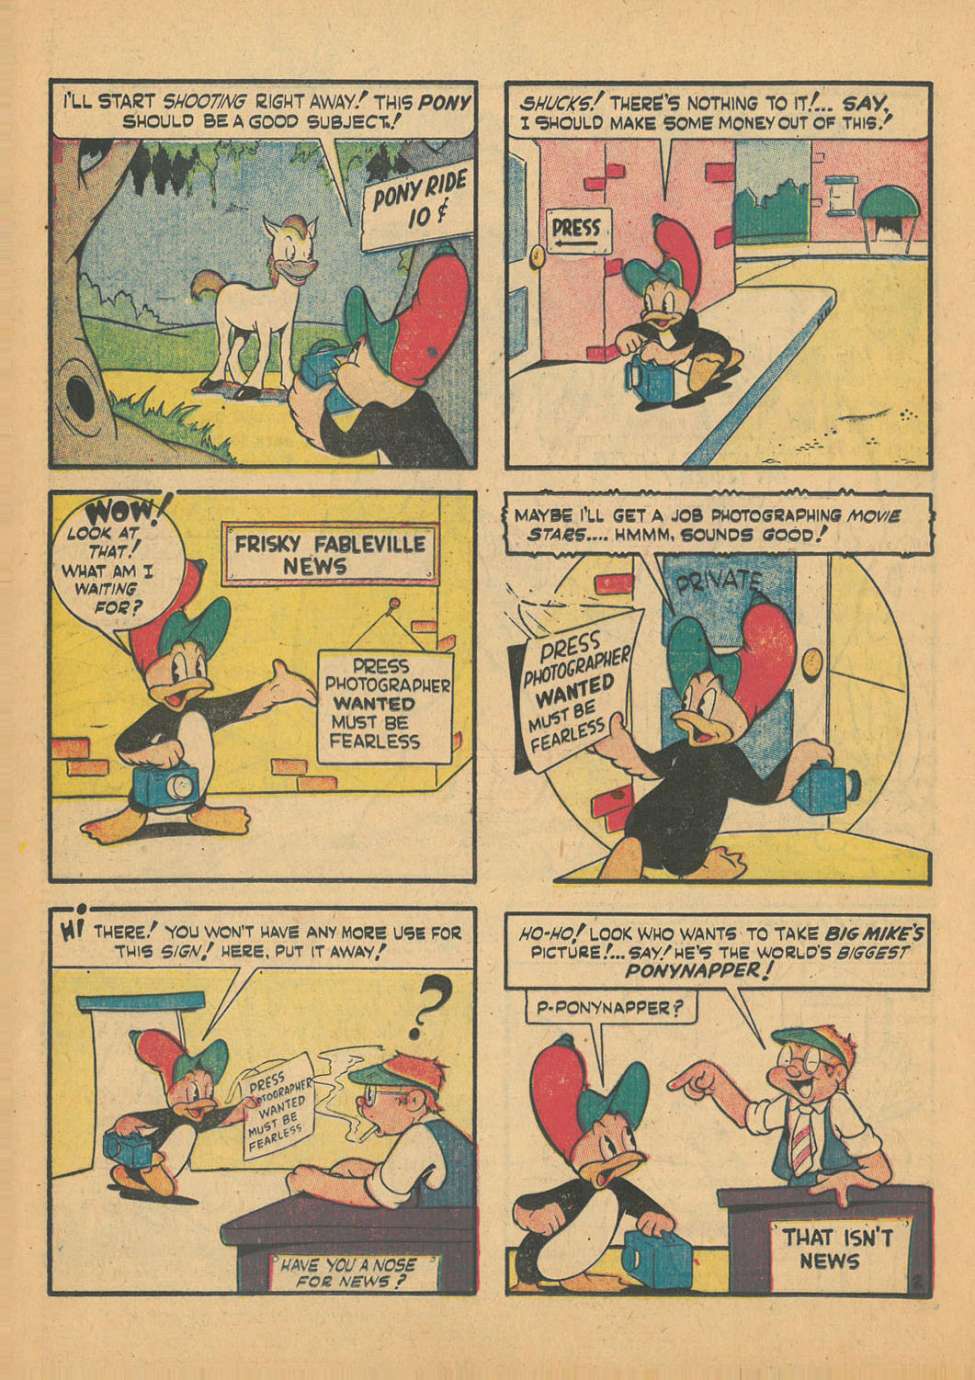 I'LL START SHOOTING RIGHT AWAY! THIS PONY
SHOULD BE A GOOD SUBJECT!
PONY RIDE
10 ¢
SHUCKS! THERE'S NOTHING TO IT!... SAY,
I SHOULD MAKE SOME MONEY OUT OF THIS!
PRESS
WOW!
LOOK AT
THAT!
WHAT AM I
WAITING
FOR?
FRISKY FABLEVILLE
NEWS
PRESS
PHOTOGRAPHER
WANTED
MUST BE
FEARLESS
MAYBE I'LL GET A JOB PHOTOGRAPHING MOVIE
STARS.... HMMM, SOUNDS GOOD!
PRIVATE
PRESS
PHOTOGRAPHER
WANTED
MUST BE
FEARLESS
HI THERE! YOU WON'T HAVE ANY MORE USE FOR
THIS SIGN! HERE, PUT IT AWAY!
?
PRESS
PHOTOGRAPHER
WANTED
MUST BE
FEARLESS
HAVE YOU A NOSE
FOR NEWS?
HO-HO! LOOK WHO WANTS TO TAKE BIG MIKE'S
PICTURE!... SAY! HE'S THE WORLD'S BIGGEST
PONYNAPPER!
P-PONYNAPPER?
THAT ISN'T
NEWS
2